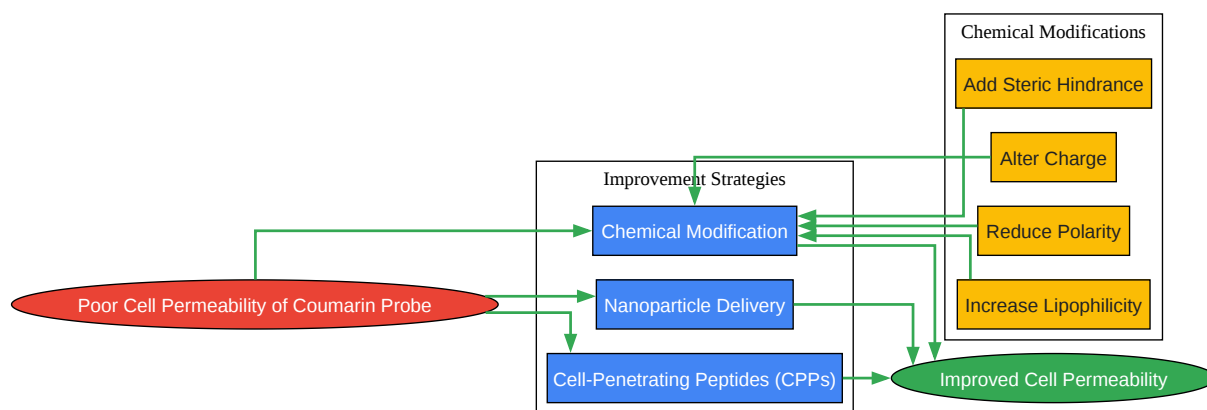 Chemical Modifications
Add Steric Hindrance
Alter Charge
Improvement Strategies
Chemical Modification
Reduce Polarity
Poor Cell Permeability of Coumarin Probe
Nanoparticle Delivery
Increase Lipophilicity
Cell-Penetrating Peptides (CPPs)
Improved Cell Permeability